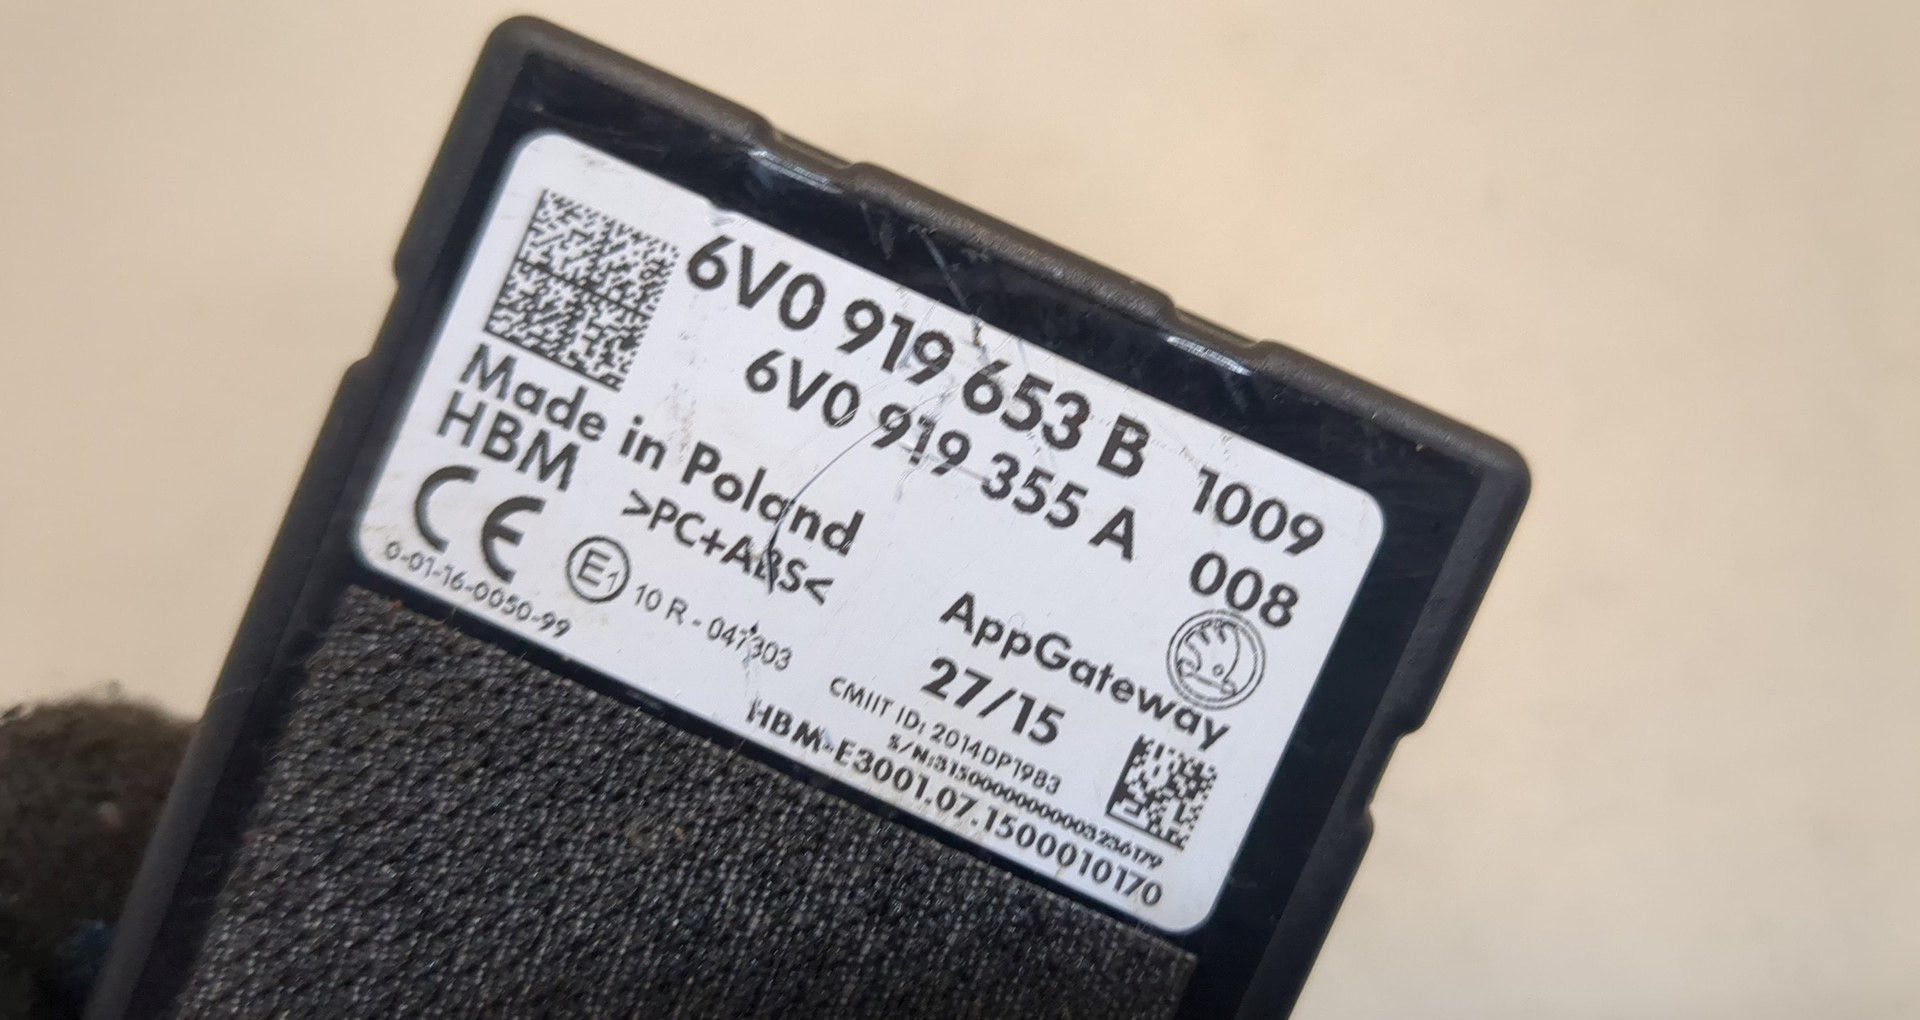 6V0 919 653 B 1009
6V0 919 355 A 008
Made in Poland
HBM
>PC+ABS<
CE
E1 10 R - 047303
0-01-16-0050-99
AppGateway
27/15
CMIIT ID: 2014DP1983
HBM-E3001.07.1500010170